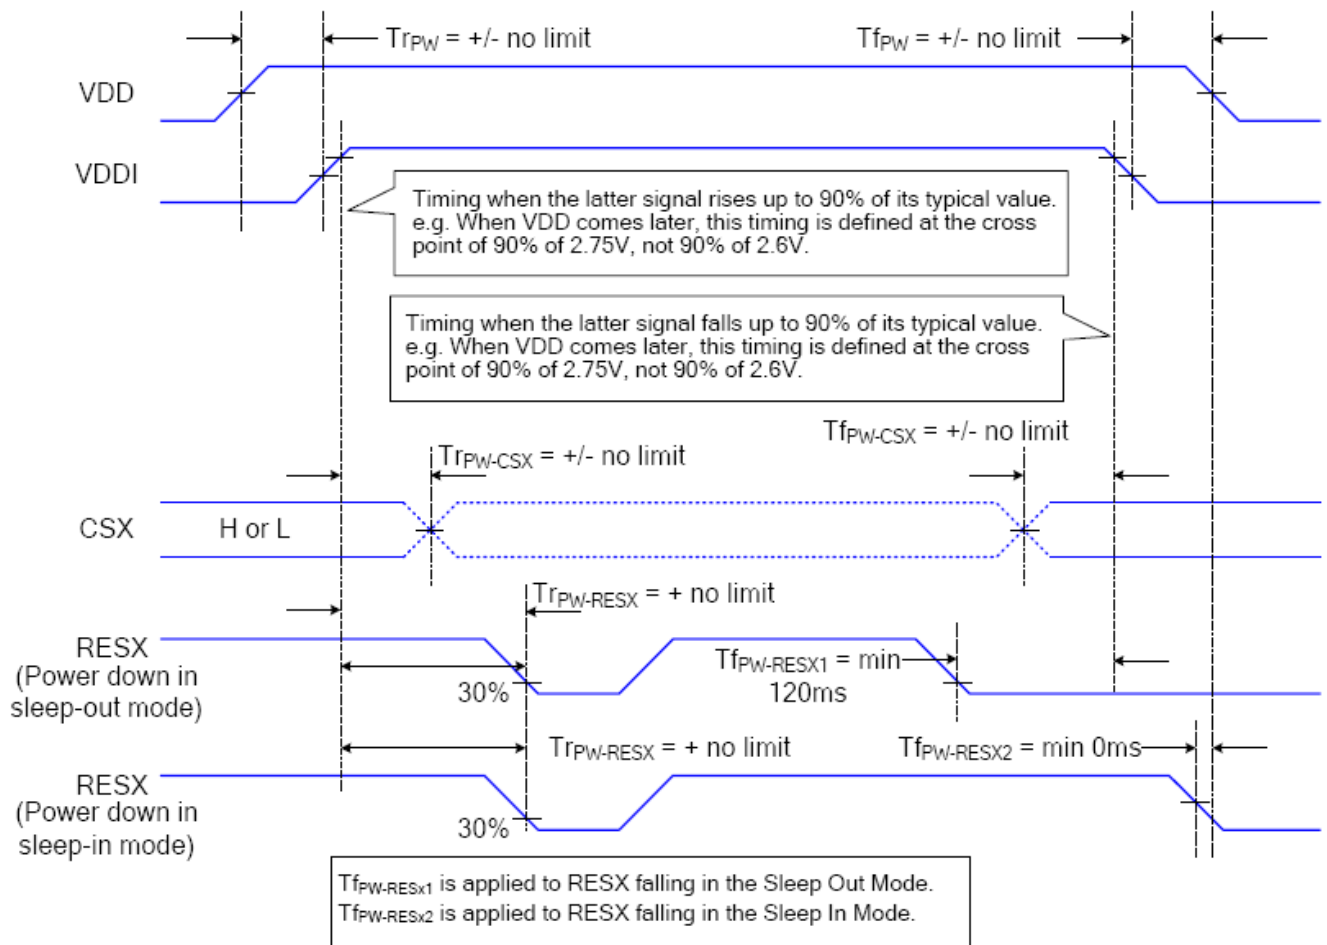 TrPW = +/- no limit
TfPW = +/- no limit
VDD
VDDI
Timing when the latter signal rises up to 90% of its typical value.
e.g. When VDD comes later, this timing is defined at the cross
point of 90% of 2.75V, not 90% of 2.6V.
Timing when the latter signal falls up to 90% of its typical value.
e.g. When VDD comes later, this timing is defined at the cross
point of 90% of 2.75V, not 90% of 2.6V.
TfPW-CSX = +/- no limit
TrPW-CSX = +/- no limit
CSX
H or L
TrPW-RESX = + no limit
RESX
(Power down in
sleep-out mode)
30%
TfPW-RESX1 = min
120ms
TrPW-RESX = + no limit
TfPW-RESX2 = min 0ms
RESX
(Power down in
sleep-in mode)
30%
TfPW-RESx1 is applied to RESX falling in the Sleep Out Mode.
TfPW-RESx2 is applied to RESX falling in the Sleep In Mode.